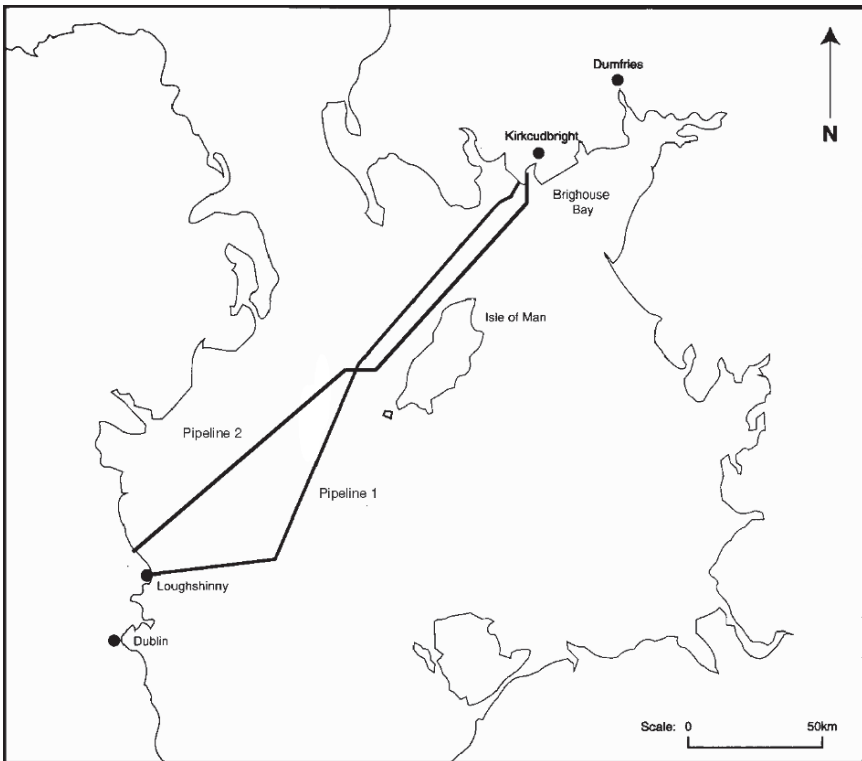 Dumfries
N
Kirkcudbright
Brighouse
Bay
Isle of Man
Pipeline 2
Pipeline 1
Loughshinny
Dublin
Scale: 0 50km